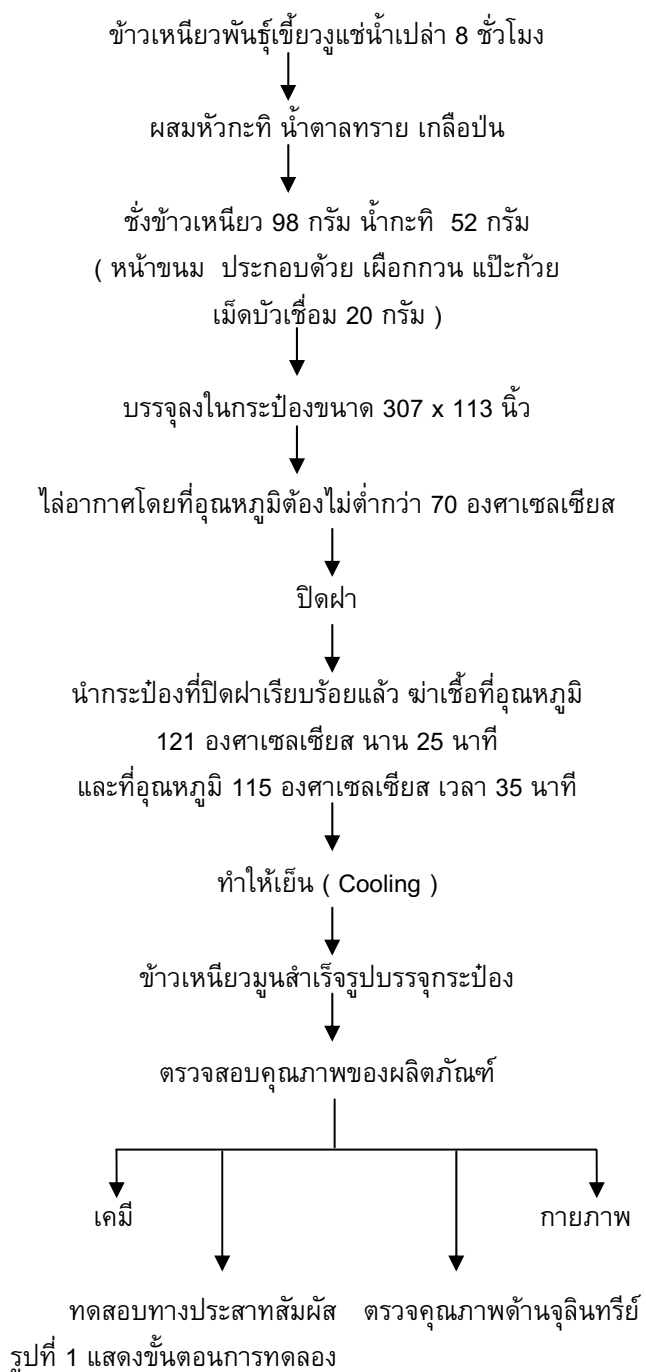 ข้าวเหนียวพันธุ์เขี้ยวงูแช่น้ำเปล่า 8 ชั่วโมง
ผสมหัวกะทิ น้ำตาลทราย เกลือป่น
ชั่งข้าวเหนียว 98 กรัม น้ำกะทิ 52 กรัม
( หน้าขนม ประกอบด้วย เผือกกวน แป๊ะก้วย
เม็ดบัวเชื่อม 20 กรัม )
บรรจุลงในกระป๋องขนาด 307 x 113 นิ้ว
ไล่อากาศโดยที่อุณหภูมิต้องไม่ต่ำกว่า 70 องศาเซลเซียส
ปิดฝา
นำกระป๋องที่ปิดฝาเรียบร้อยแล้ว ฆ่าเชื้อที่อุณหภูมิ
121 องศาเซลเซียส นาน 25 นาที
และที่อุณหภูมิ 115 องศาเซลเซียส เวลา 35 นาที
ทำให้เย็น ( Cooling )
ข้าวเหนียวมูนสำเร็จรูปบรรจุกระป๋อง
ตรวจสอบคุณภาพของผลิตภัณฑ์
เคมี กายภาพ
ทดสอบทางประสาทสัมผัส ตรวจคุณภาพด้านจุลินทรีย์
รูปที่ 1 แสดงขั้นตอนการทดลอง